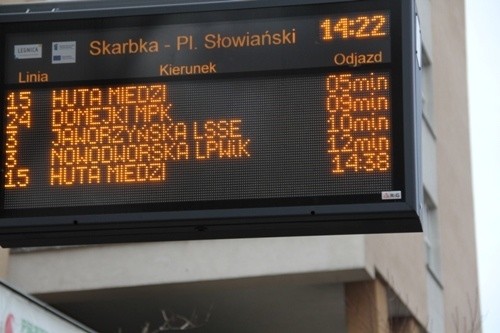 LEGNICA
Skarbka - Pl. Słowiański 14:22
Linia Kierunek Odjazd
15 HUTA MIEDZI 05min
24 DOMEJKI MPK 09min
3 JAWORZYŃSKA LSSE 10min
3 NOWODWORSKA LPWiK 12min
15 HUTA MIEDZI 14:38